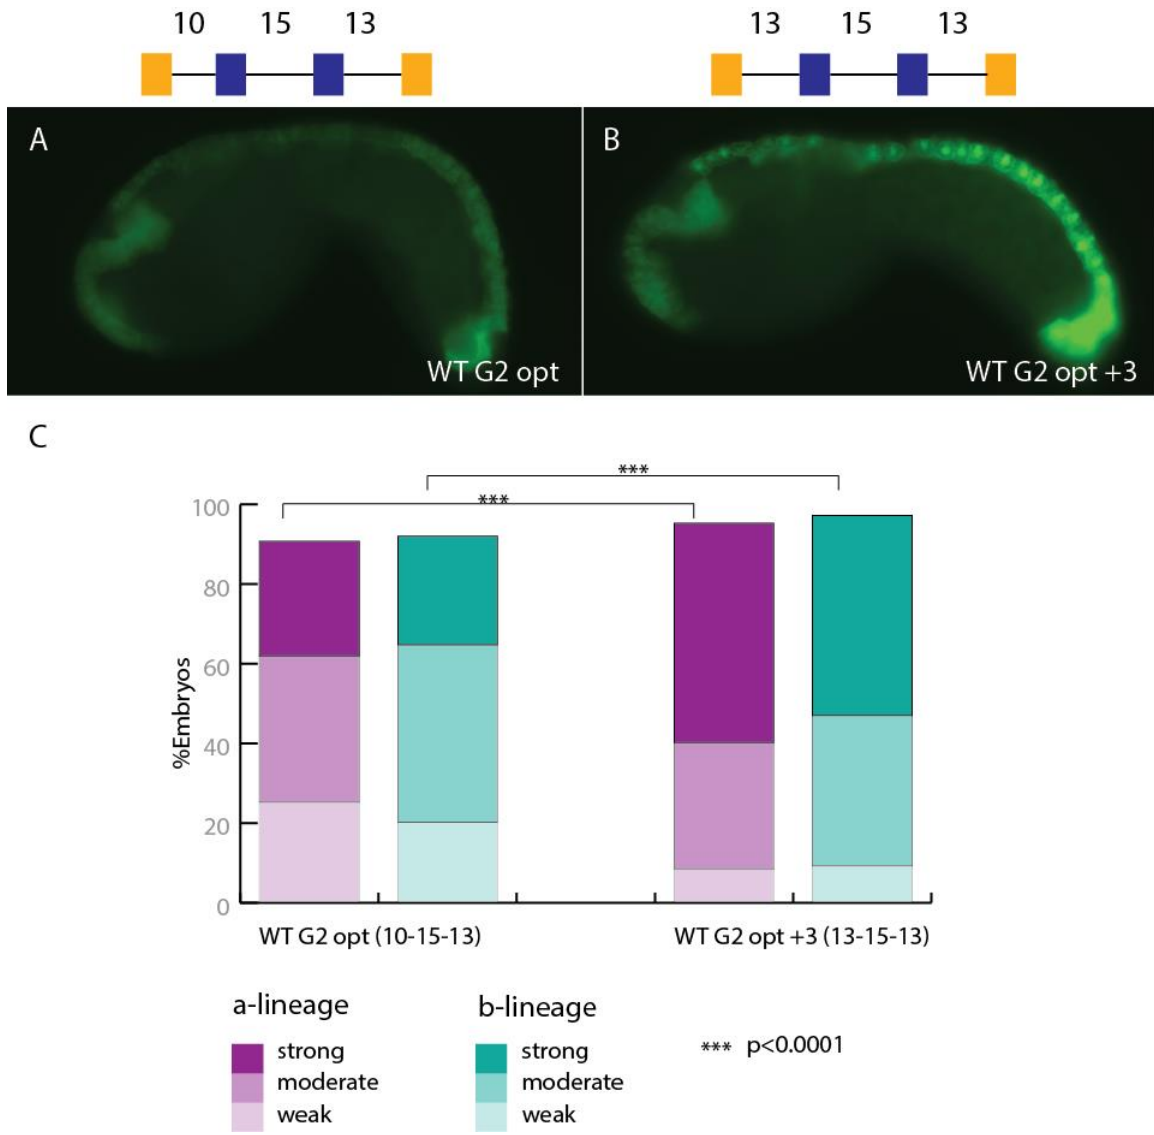 10 15 13 13 15 13
A B
WT G2 opt WT G2 opt +3
C
*** 
***
100
80
60
40
20
0
%Embryos
WT G2 opt (10-15-13) WT G2 opt +3 (13-15-13)
a-lineage b-lineage
strong strong *** p<0.0001
moderate moderate
weak weak